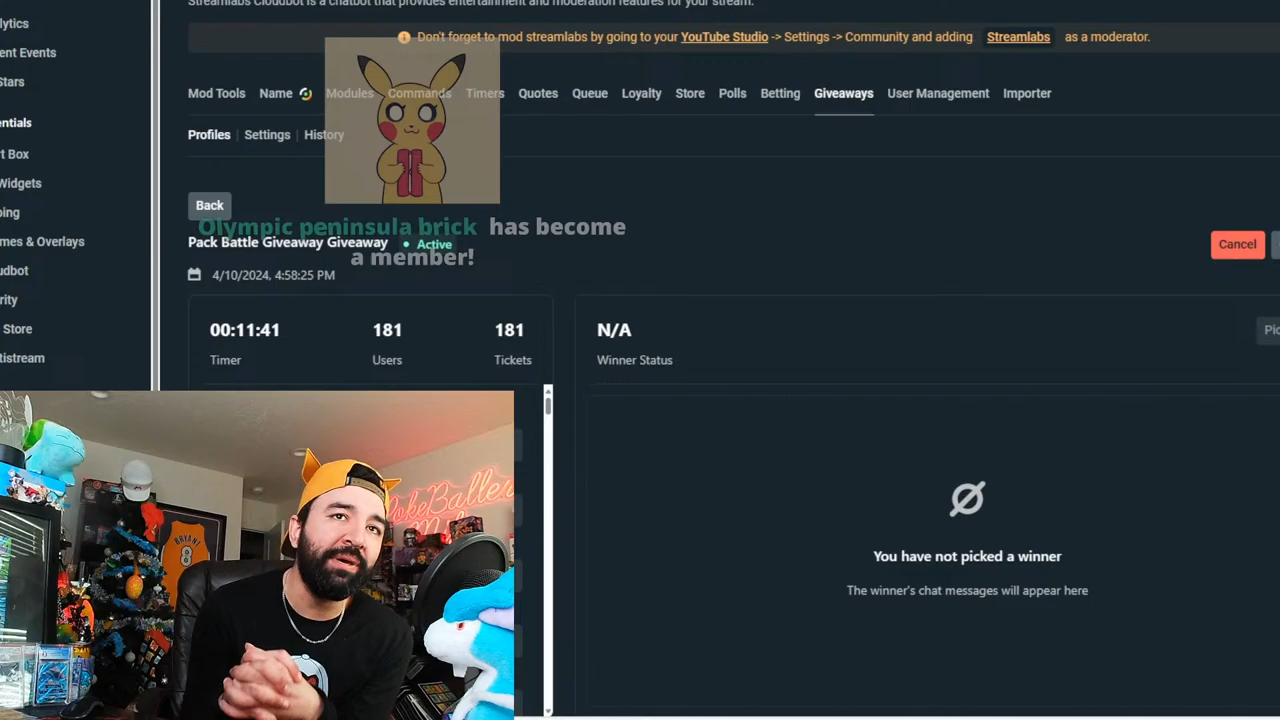 Streamlabs Cloudbot is a chatbot that provides entertainment and moderation features for your stream.
lytics
ent Events
Stars
entials
rt Box
Widgets
ping
mes & Overlays
udbot
rity
Store
tistream
Don't forget to mod streamlabs by going to your YouTube Studio -> Settings -> Community and adding Streamlabs as a moderator.
Mod Tools Name Modules Commands Timers Quotes Queue Loyalty Store Polls Betting Giveaways User Management Importer
Profiles Settings History
Back
Olympic peninsula brick has become
a member!
Pack Battle Giveaway Giveaway • Active
Cancel
4/10/2024, 4:58:25 PM
00:11:41 181 181
Timer Users Tickets
N/A
Winner Status
Pic
You have not picked a winner
The winner's chat messages will appear here
BRYANT
8
PokeBaller